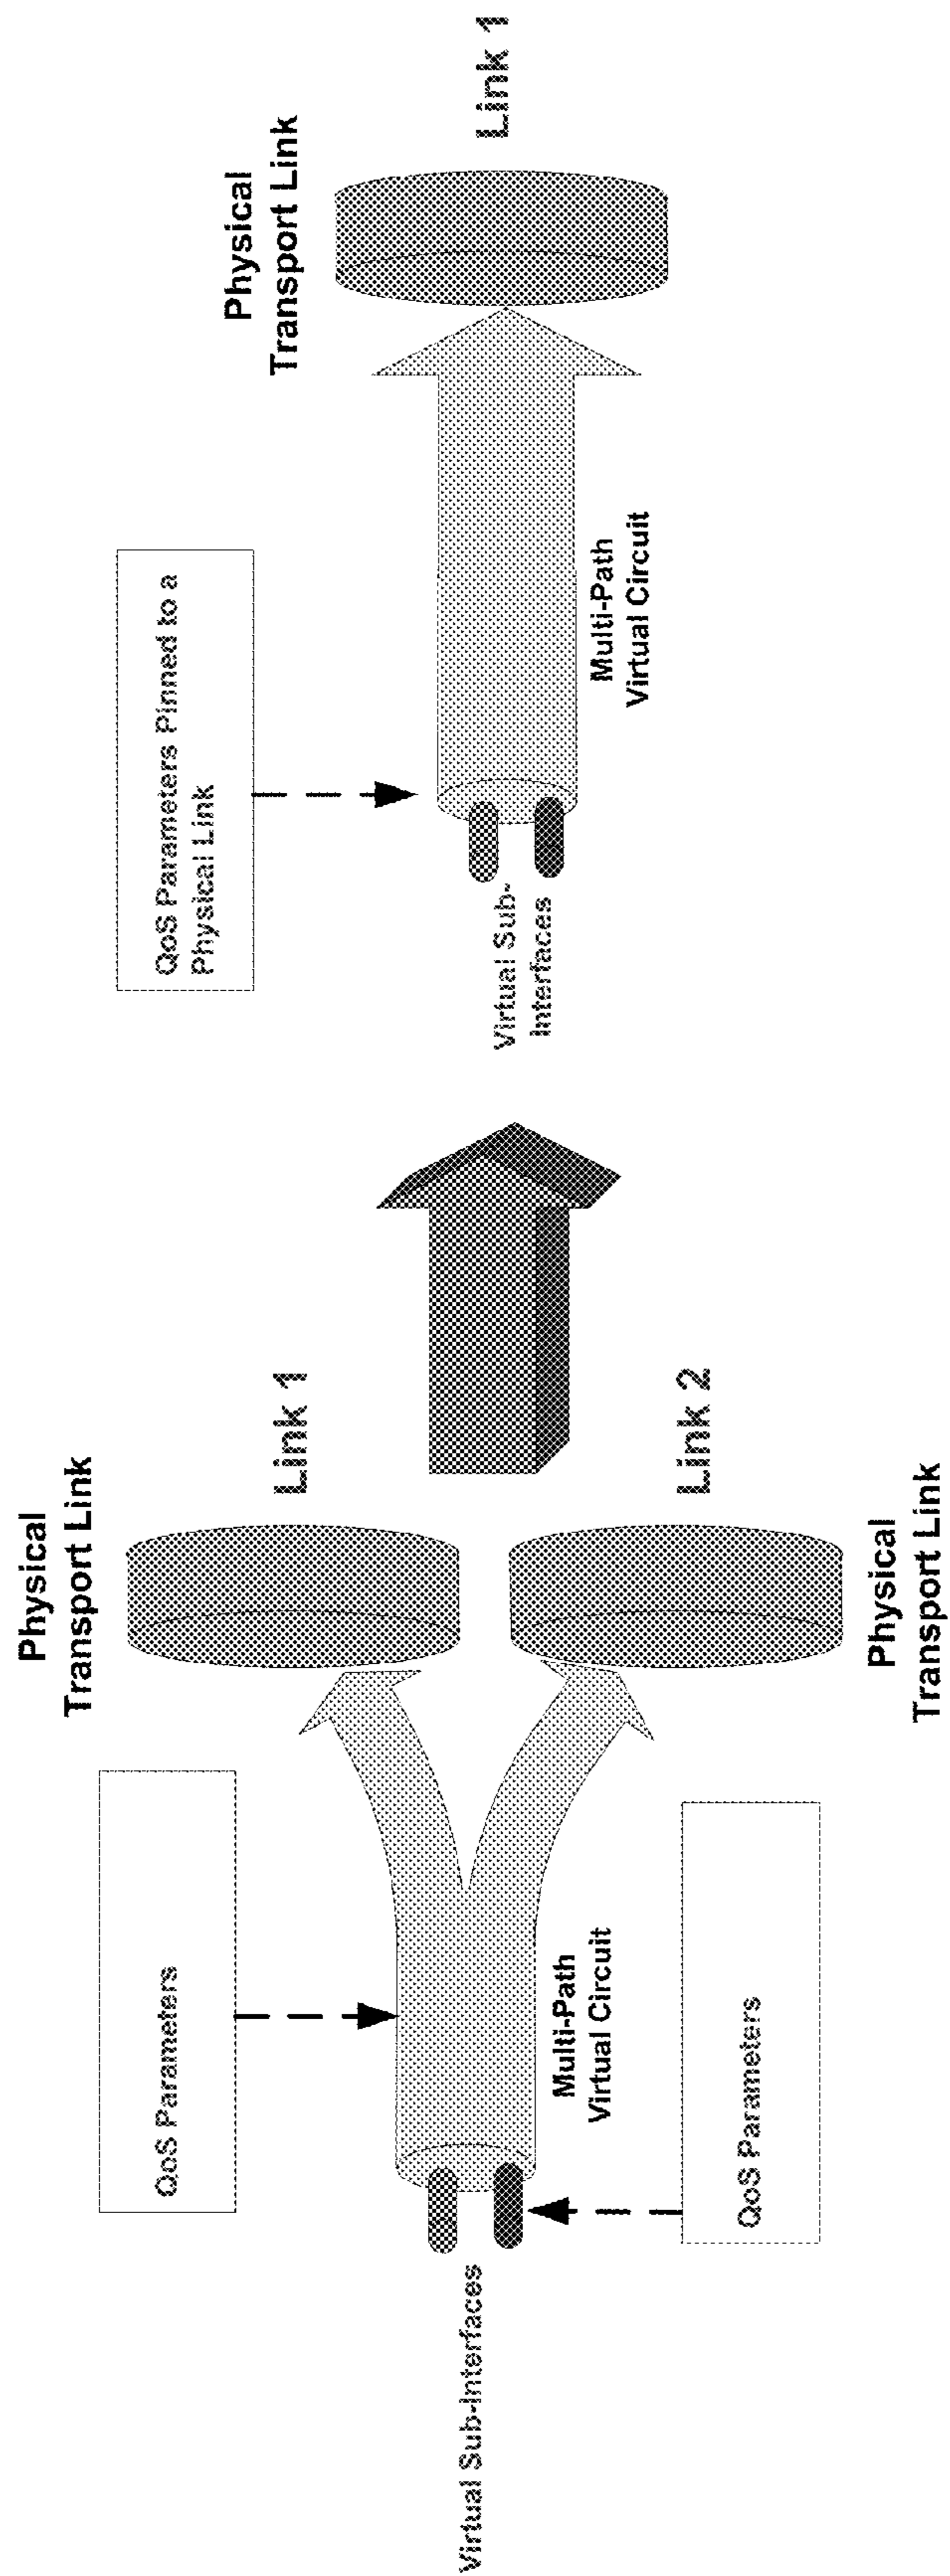 Virtual Sub-Interfaces
QoS Parameters
Multi-Path
Virtual Circuit
QoS Parameters
Physical
Transport Link
Link 1
Link 2
Physical
Transport Link
QoS Parameters Pinned to a
Physical Link
Virtual Sub-
Interfaces
Multi-Path
Virtual Circuit
Physical
Transport Link
Link 1